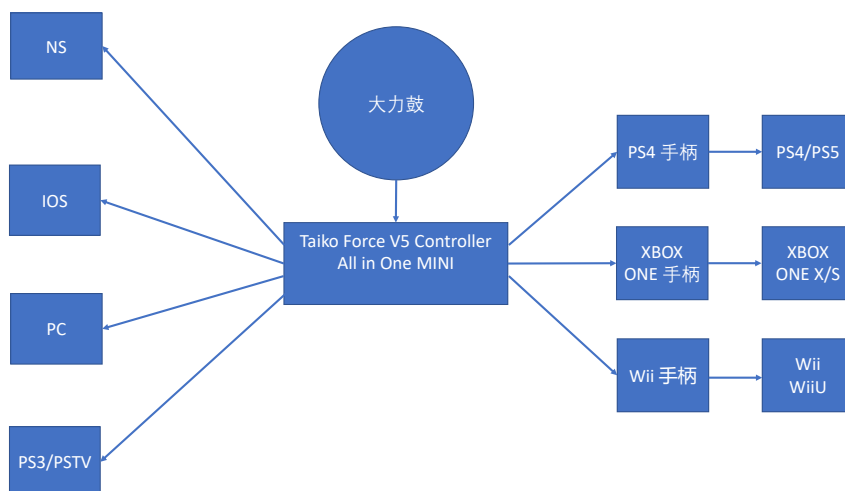 NS
大力鼓
PS4 手柄
PS4/PS5
IOS
Taiko Force V5 Controller
All in One MINI
XBOX
ONE 手柄
XBOX
ONE X/S
PC
Wii 手柄
Wii
WiiU
PS3/PSTV